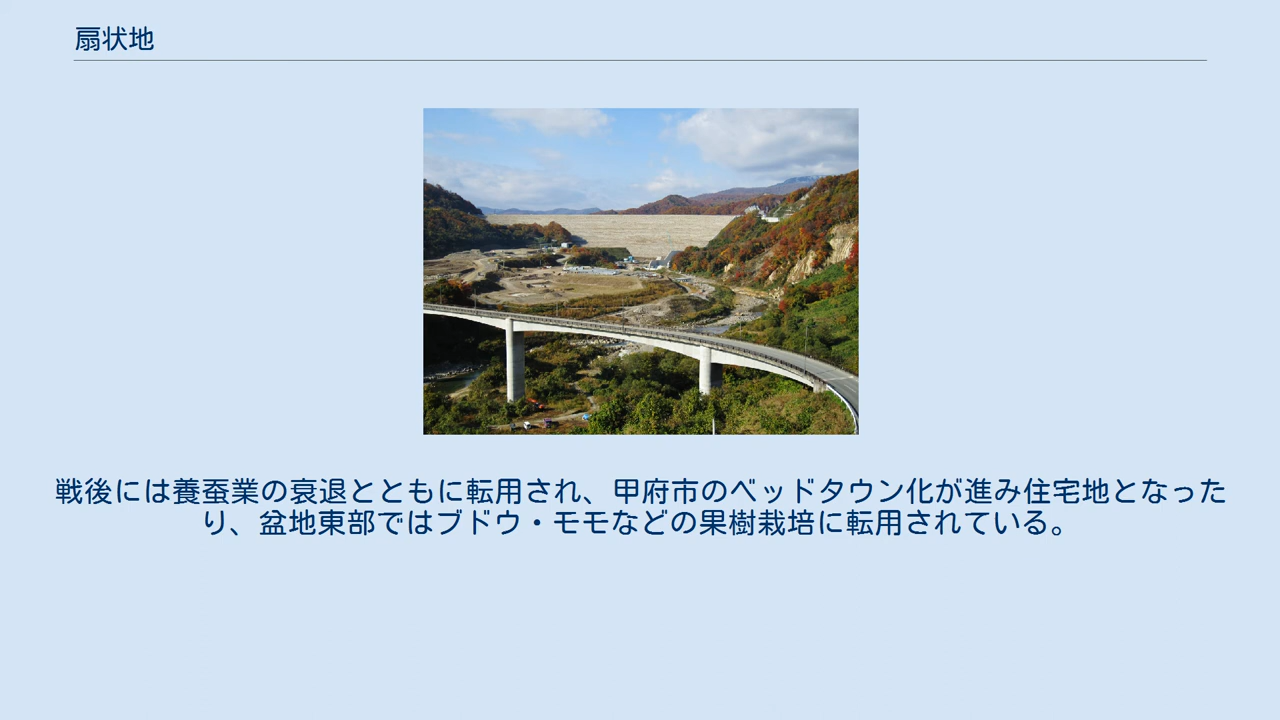 扇状地
戦後には養蚕業の衰退とともに転用され、甲府市のベッドタウン化が進み住宅地となった
り、盆地東部ではブドウ・モモなどの果樹栽培に転用されている。